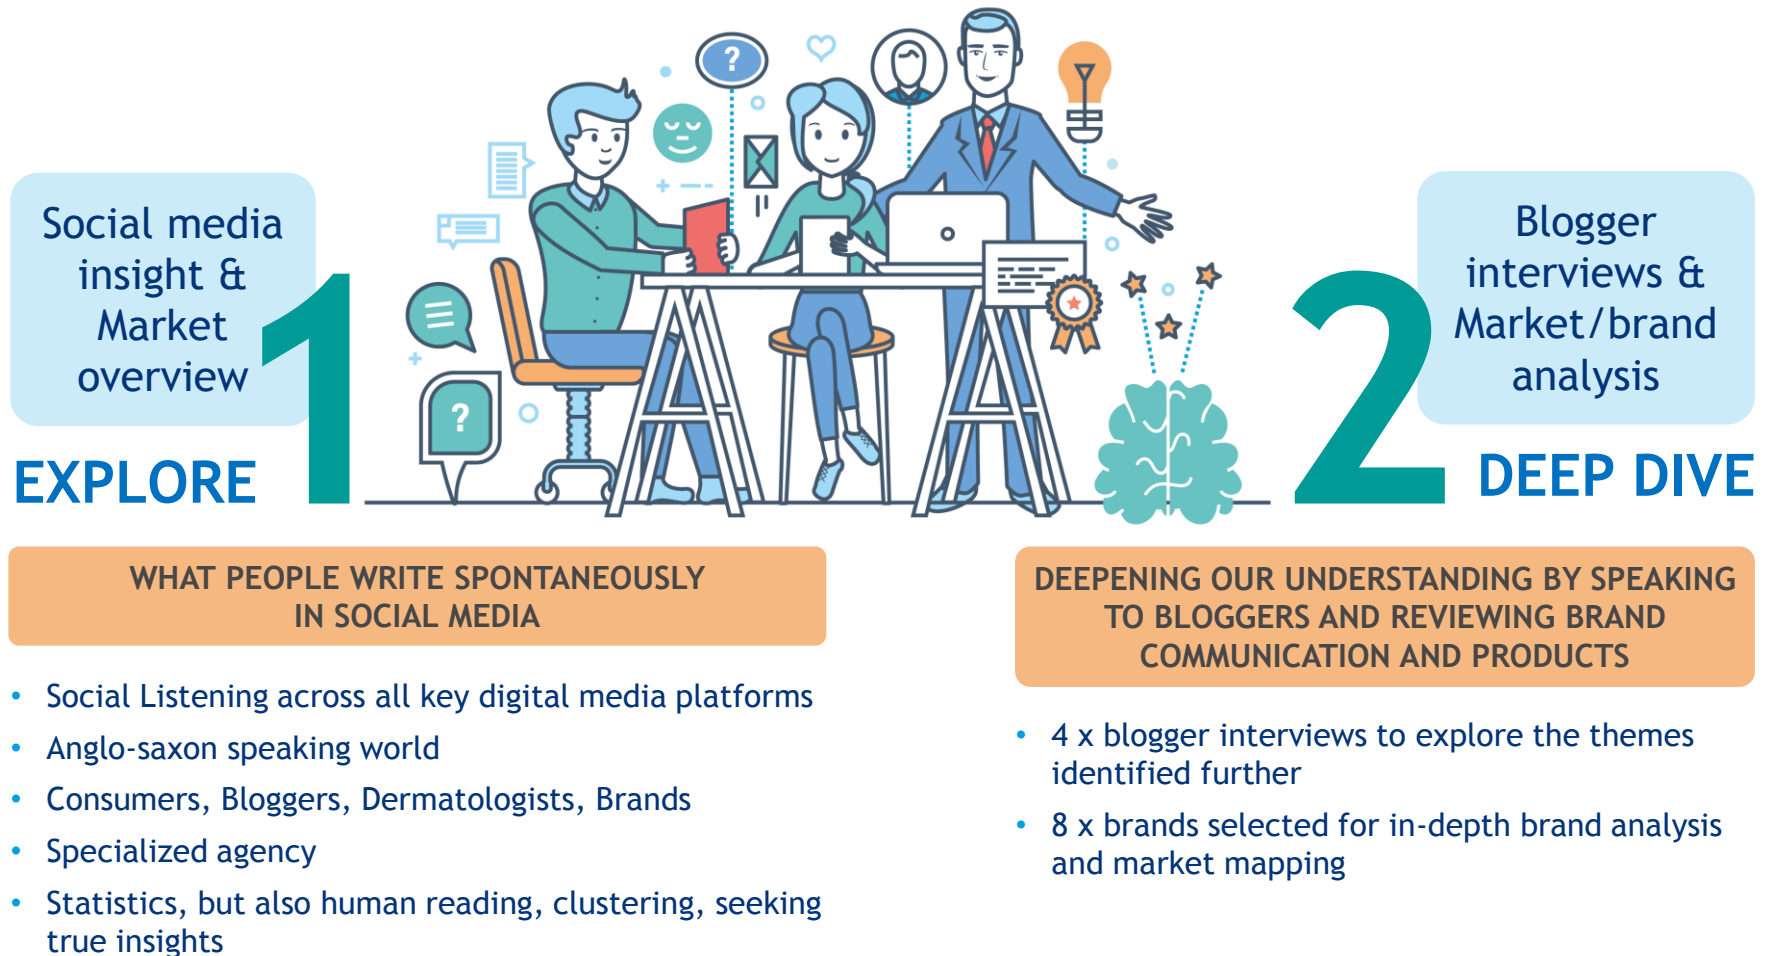 Social media
insight &
Market
overview
1
EXPLORE
WHAT PEOPLE WRITE SPONTANEOUSLY
IN SOCIAL MEDIA
• Social Listening across all key digital media platforms
• Anglo-saxon speaking world
• Consumers, Bloggers, Dermatologists, Brands
• Specialized agency
• Statistics, but also human reading, clustering, seeking
true insights
?
?
Blogger
interviews &
Market/brand
analysis
2
DEEP DIVE
DEEPENING OUR UNDERSTANDING BY SPEAKING
TO BLOGGERS AND REVIEWING BRAND
COMMUNICATION AND PRODUCTS
• 4 x blogger interviews to explore the themes
identified further
• 8 x brands selected for in-depth brand analysis
and market mapping